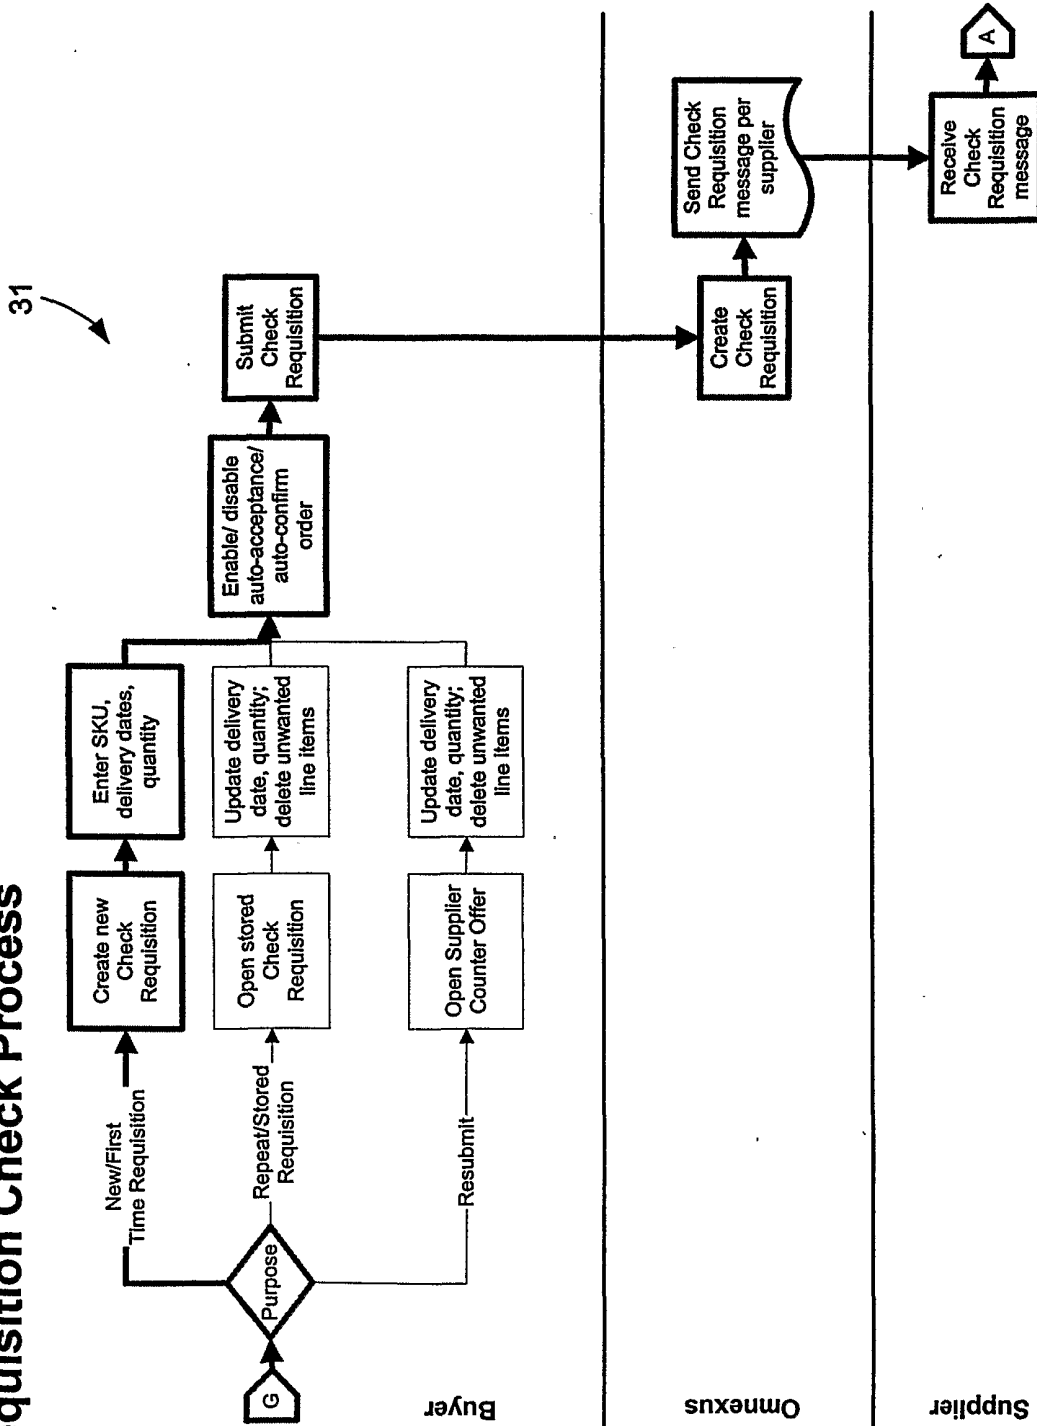 quisition Check Process
31
G
Purpose
New/First
Time Requisition
Repeat/Stored
Requisition
Resubmit
Create new
Check
Requisition
Enter SKU,
delivery dates,
quantity
Open stored
Check
Requisition
Update delivery
date, quantity;
delete unwanted
line items
Open Supplier
Counter Offer
Update delivery
date, quantity;
delete unwanted
line items
Enable/ disable
auto-acceptance/
auto-confirm
order
Submit
Check
Requisition
Buyer
Create
Check
Requisition
Send Check
Requisition
message per
supplier
Omnexus
Receive
Check
Requisition
message
A
Supplier